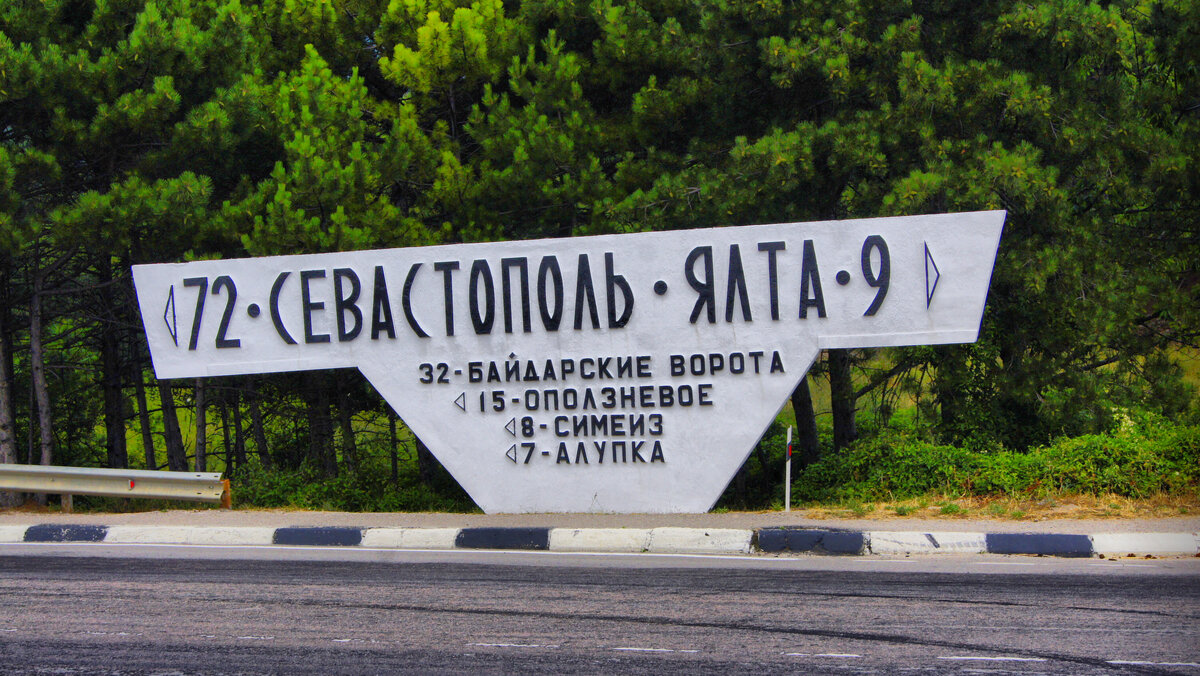 ◁ 72 • СЕВАСТОПОЛЬ • ЯЛТА • 9 ▷
32 - БАЙДАРСКИЕ ВОРОТА
◁ 15 - ОПОЛЗНЕВОЕ
◁ 8 - СИМЕИЗ
◁ 7 - АЛУПКА